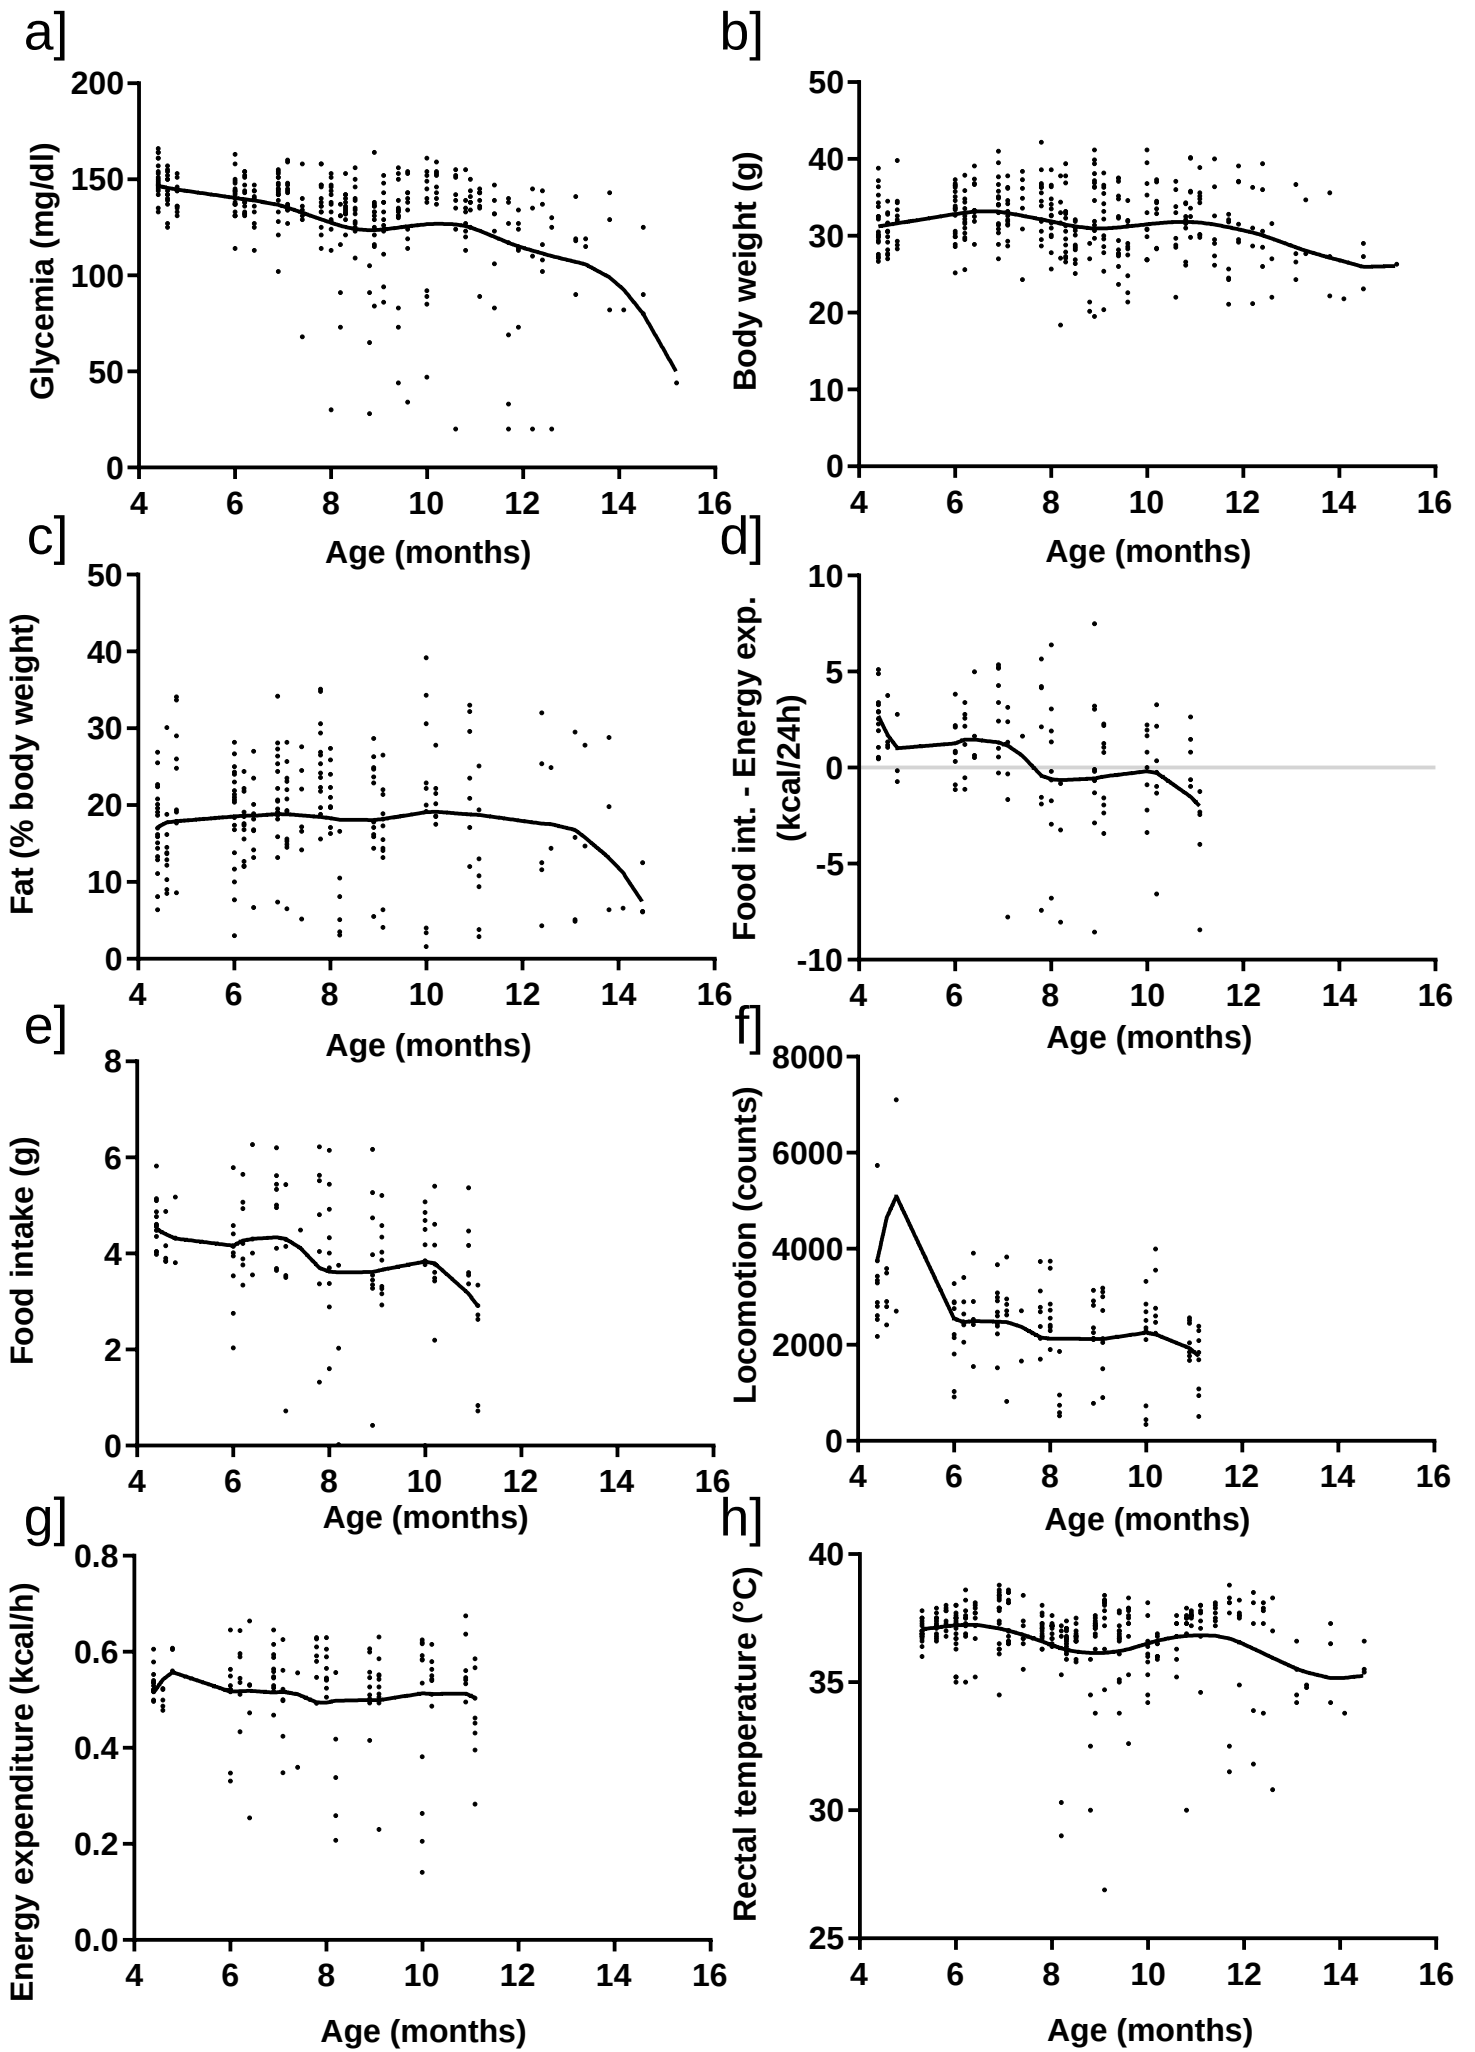 a]
Glycemia (mg/dl)
200
150
100
50
0
4 6 8 10 12 14 16
Age (months)
b]
Body weight (g)
50
40
30
20
10
0
4 6 8 10 12 14 16
Age (months)
c]
Fat (% body weight)
50
40
30
20
10
0
4 6 8 10 12 14 16
Age (months)
d]
Food int. - Energy exp.
(kcal/24h)
10
5
0
-5
-10
4 6 8 10 12 14 16
Age (months)
e]
Food intake (g)
8
6
4
2
0
4 6 8 10 12 14 16
Age (months)
f]
Locomotion (counts)
8000
6000
4000
2000
0
4 6 8 10 12 14 16
Age (months)
g]
Energy expenditure (kcal/h)
0.8
0.6
0.4
0.2
0.0
4 6 8 10 12 14 16
Age (months)
h]
Rectal temperature (°C)
40
35
30
25
4 6 8 10 12 14 16
Age (months)